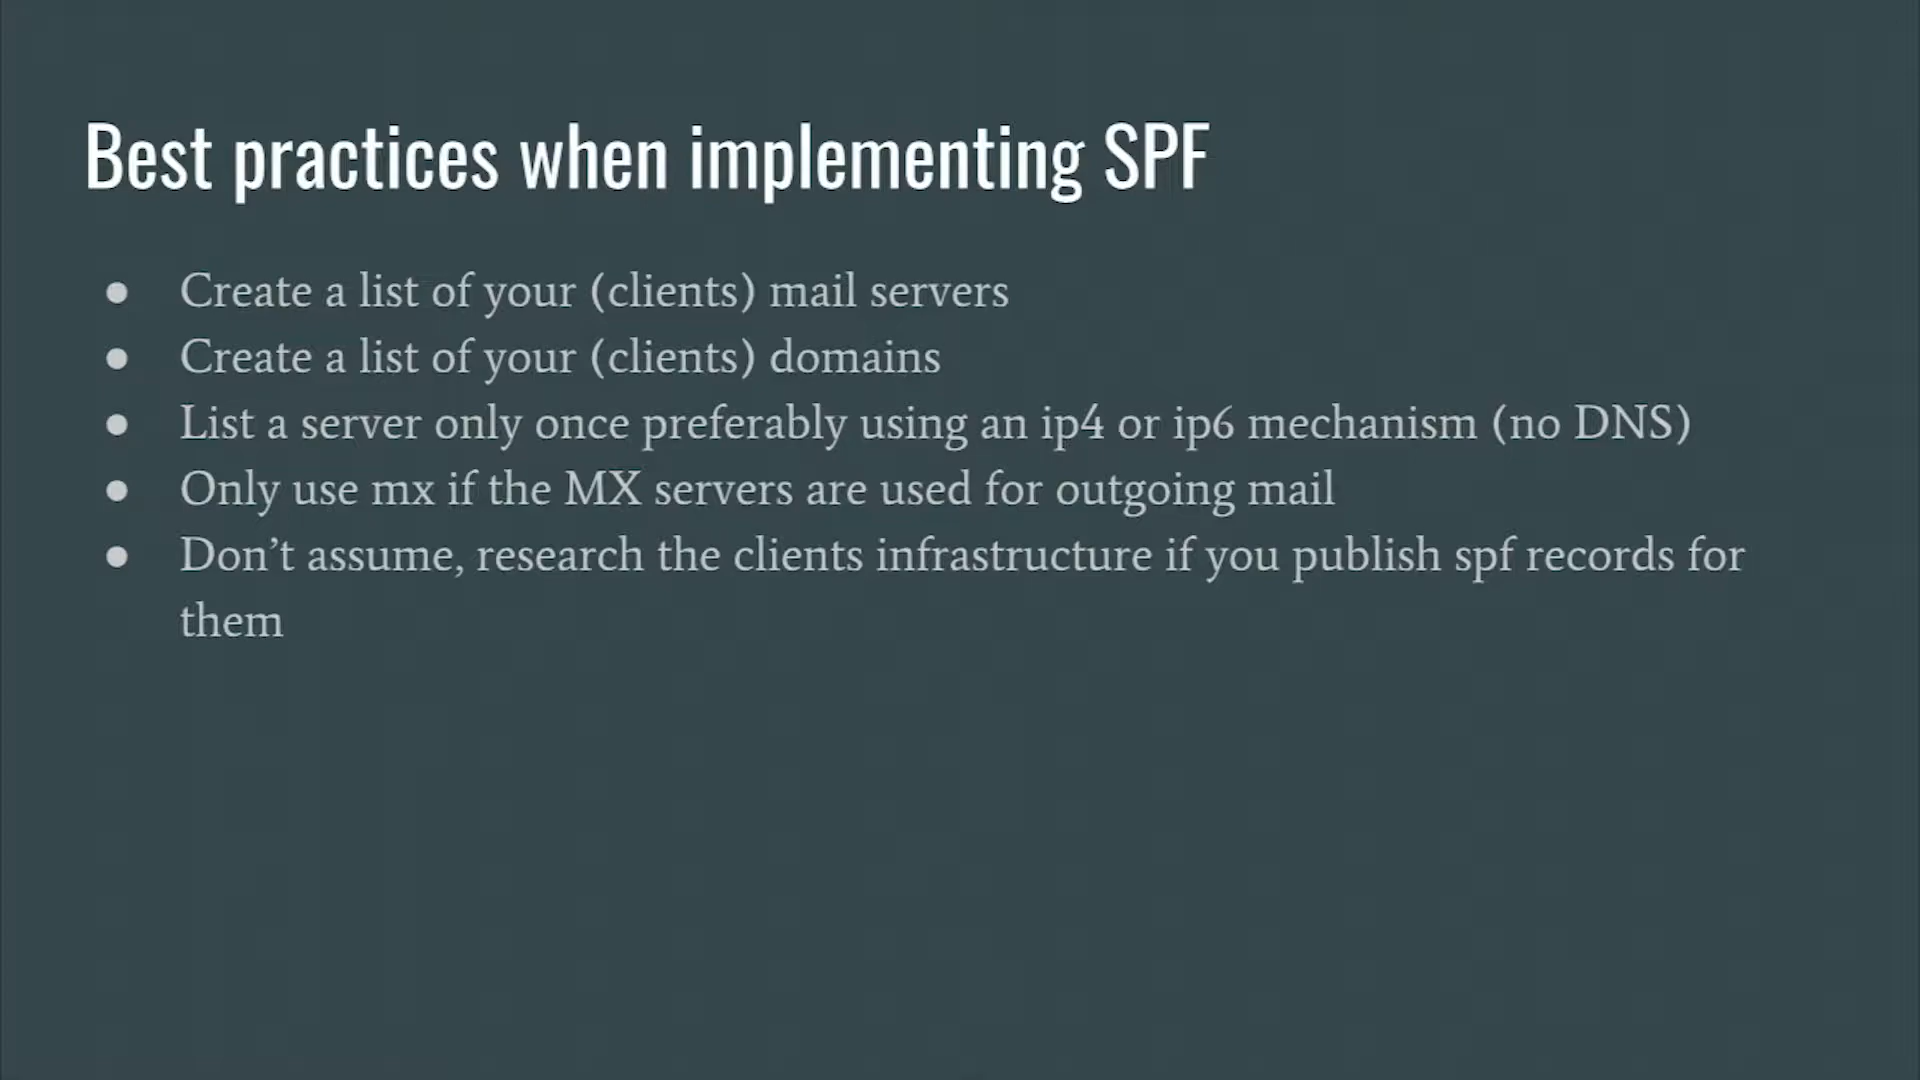 Best practices when implementing SPF
● Create a list of your (clients) mail servers
● Create a list of your (clients) domains
● List a server only once preferably using an ip4 or ip6 mechanism (no DNS)
● Only use mx if the MX servers are used for outgoing mail
● Don’t assume, research the clients infrastructure if you publish spf records for
them